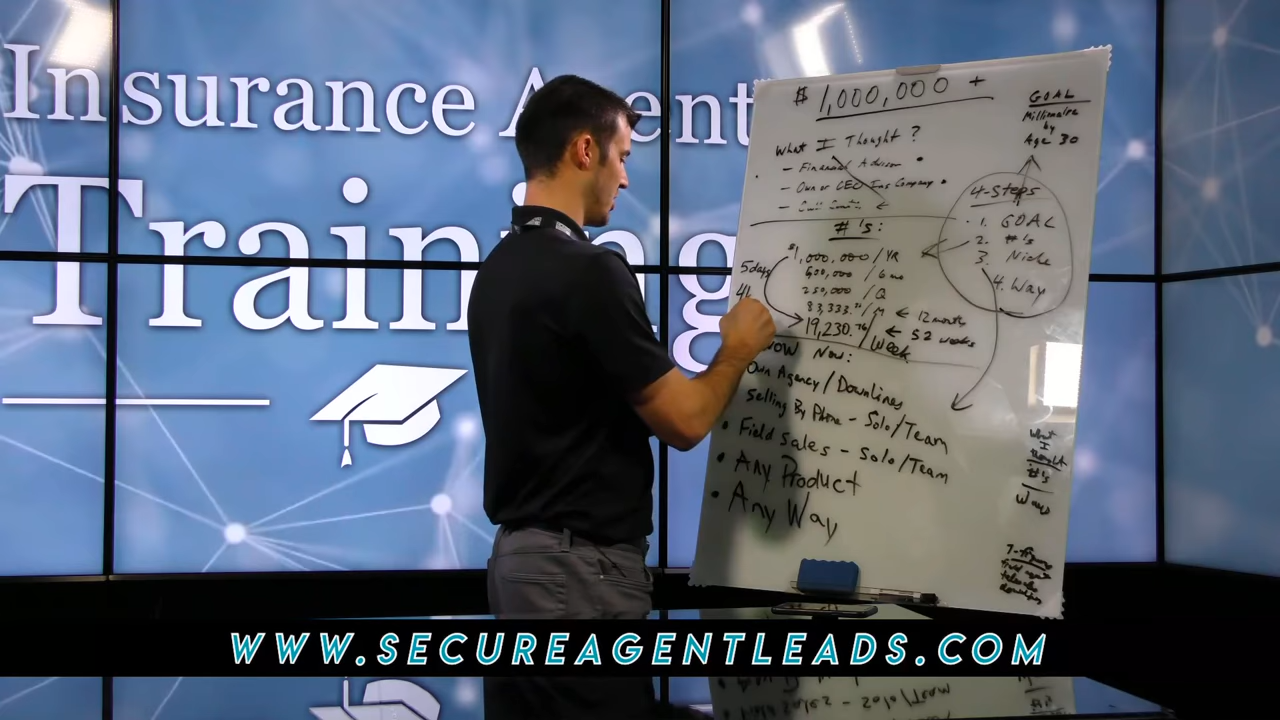 Insurance Agent
Training
$ 1,000,000 +
GOAL
Millionaire
by
Age 30
What I Thought?
- Financial Advisor
- Own or CEO Ins Company
4-Steps
1. GOAL
2. #'s
3. Niche
4. Way
#'s:
$1,000,000/YR
500,000 / 6 mo
250,000 / Q
83,333.33/M ← 12 months
19,230.76/Week ← 52 weeks
5 days
Now:
Own Agency/Downlines
Selling By Phone - Solo/Team
• Field Sales - Solo/Team
• Any Product
• Any Way
What
I
thought
#'s
Ways
WWW.SECUREAGENTLEADS.COM